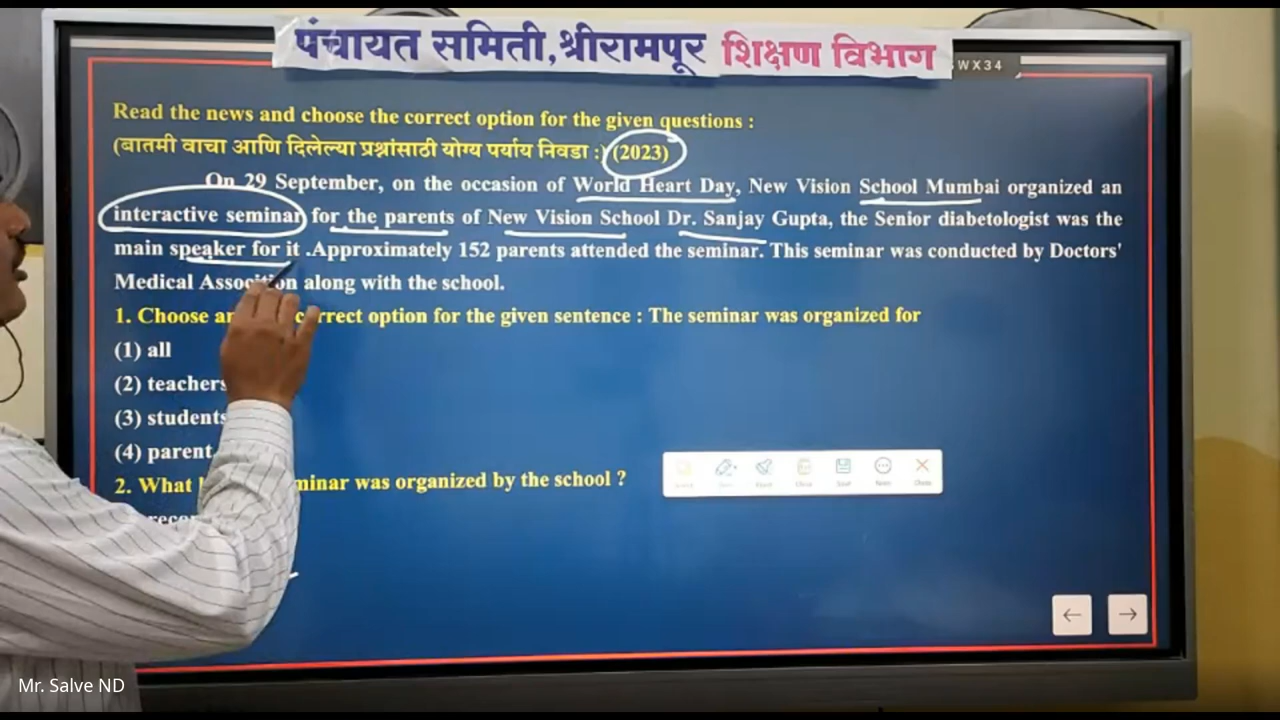 पंचायत समिती,श्रीरामपूर शिक्षण विभाग
WX34
Read the news and choose the correct option for the given questions :
(बातमी वाचा आणि दिलेल्या प्रश्नांसाठी योग्य पर्याय निवडा :) (2023)
On 29 September, on the occasion of World Heart Day, New Vision School Mumbai organized an
interactive seminar for the parents of New Vision School Dr. Sanjay Gupta, the Senior diabetologist was the
main speaker for it .Approximately 152 parents attended the seminar. This seminar was conducted by Doctors'
Medical Assocition along with the school.
1. Choose correct option for the given sentence : The seminar was organized for
(1) all
(2) teachers
(3) students
(4) parent
2. What seminar was organized by the school ?
Mr. Salve ND